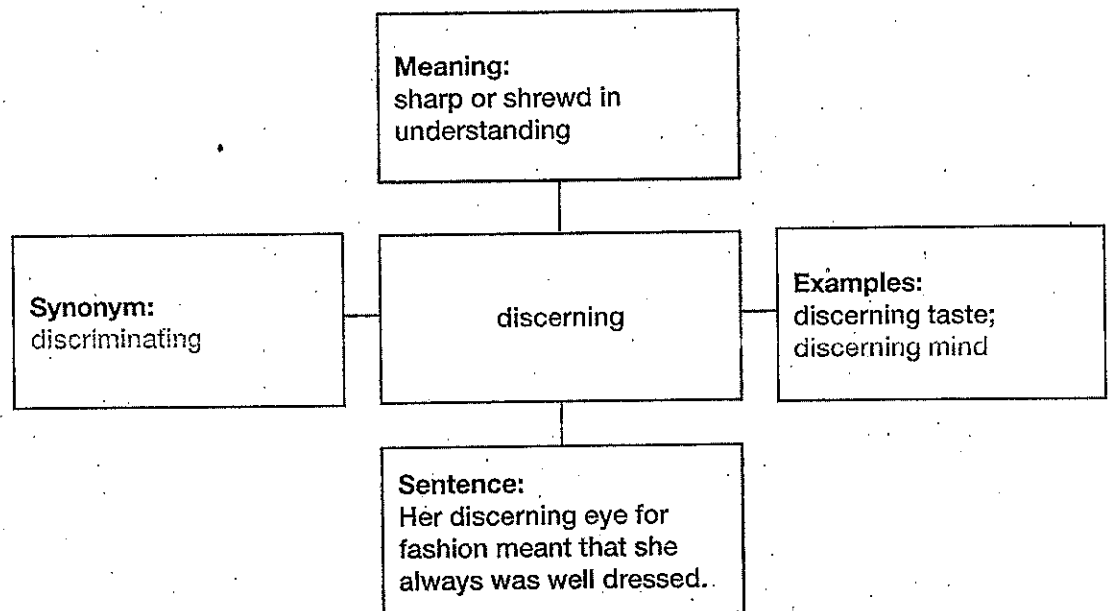 Meaning:
sharp or shrewd in
understanding
Synonym:
discriminating
discerning
Examples:
discerning taste;
discerning mind
Sentence:
Her discerning eye for
fashion meant that she
always was well dressed.